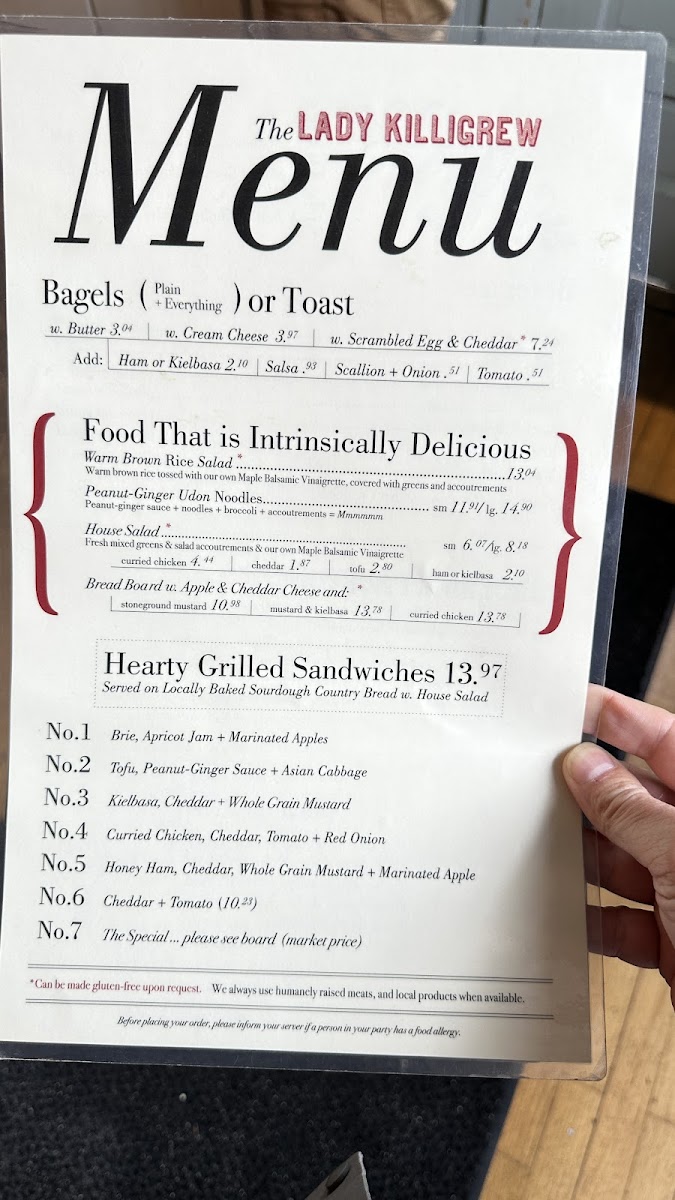 The LADY KILLIGREW
Menu
Bagels ( Plain + Everything ) or Toast
w. Butter 3.04 | w. Cream Cheese 3.97 | w. Scrambled Egg & Cheddar* 7.24
Add: Ham or Kielbasa 2.10 | Salsa .93 | Scallion + Onion .51 | Tomato .51
Food That is Intrinsically Delicious
Warm Brown Rice Salad *...13.04
Warm brown rice tossed with our own Maple Balsamic Vinaigrette, covered with greens and accoutrements
Peanut-Ginger Udon Noodles... sm 11.91/lg. 14.90
Peanut-ginger sauce + noodles + broccoli + accoutrements = Mmmmmm
House Salad *... sm 6.07/lg. 8.18
Fresh mixed greens & salad accoutrements & our own Maple Balsamic Vinaigrette
curried chicken 4.44 | cheddar 1.87 | tofu 2.80 | ham or kielbasa 2.10
Bread Board w. Apple & Cheddar Cheese and: *
stoneground mustard 10.98 | mustard & kielbasa 13.78 | curried chicken 13.78
Hearty Grilled Sandwiches 13.97
Served on Locally Baked Sourdough Country Bread w. House Salad
No.1 Brie, Apricot Jam + Marinated Apples
No.2 Tofu, Peanut-Ginger Sauce + Asian Cabbage
No.3 Kielbasa, Cheddar + Whole Grain Mustard
No.4 Curried Chicken, Cheddar, Tomato + Red Onion
No.5 Honey Ham, Cheddar, Whole Grain Mustard + Marinated Apple
No.6 Cheddar + Tomato (10.23)
No.7 The Special ... please see board (market price)
*Can be made gluten-free upon request. We always use humanely raised meats, and local products when available.
Before placing your order, please inform your server if a person in your party has a food allergy.